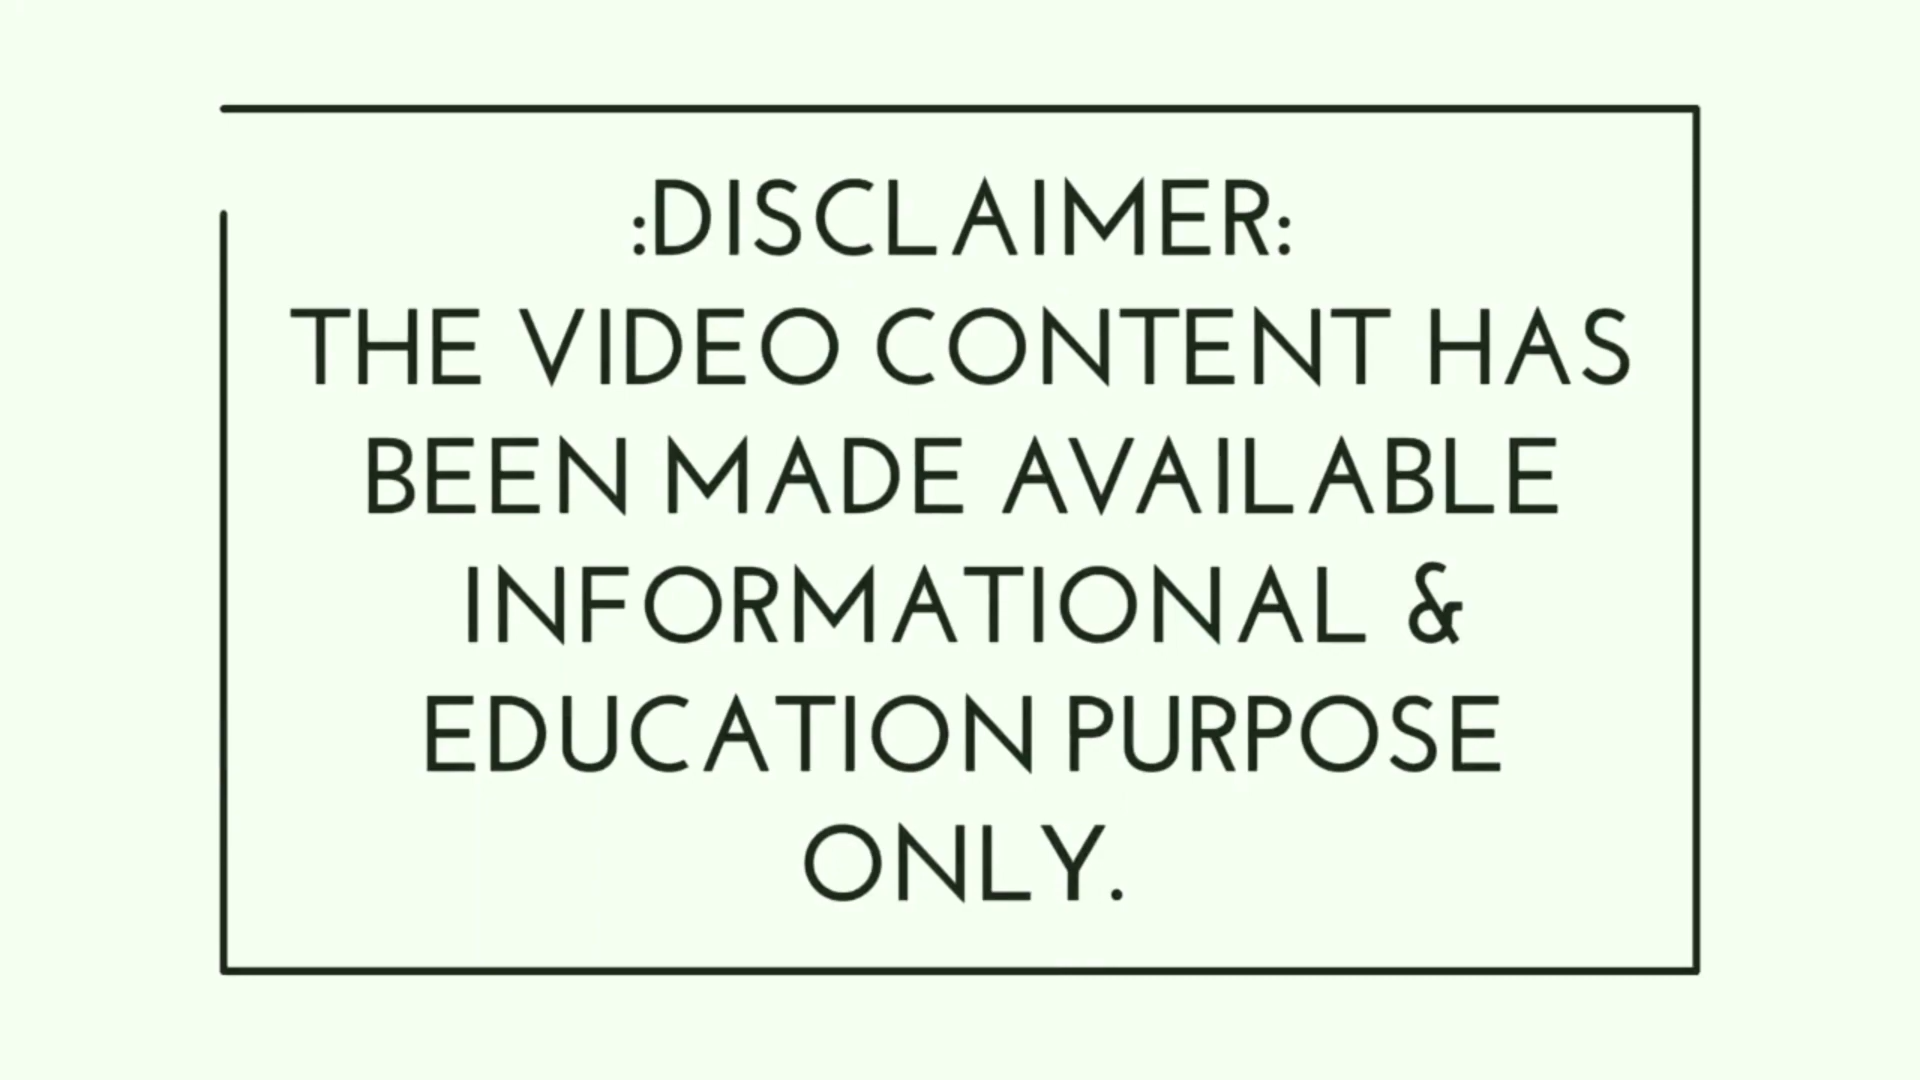 :DISCLAIMER:
THE VIDEO CONTENT HAS
BEEN MADE AVAILABLE
INFORMATIONAL &
EDUCATION PURPOSE
ONLY.